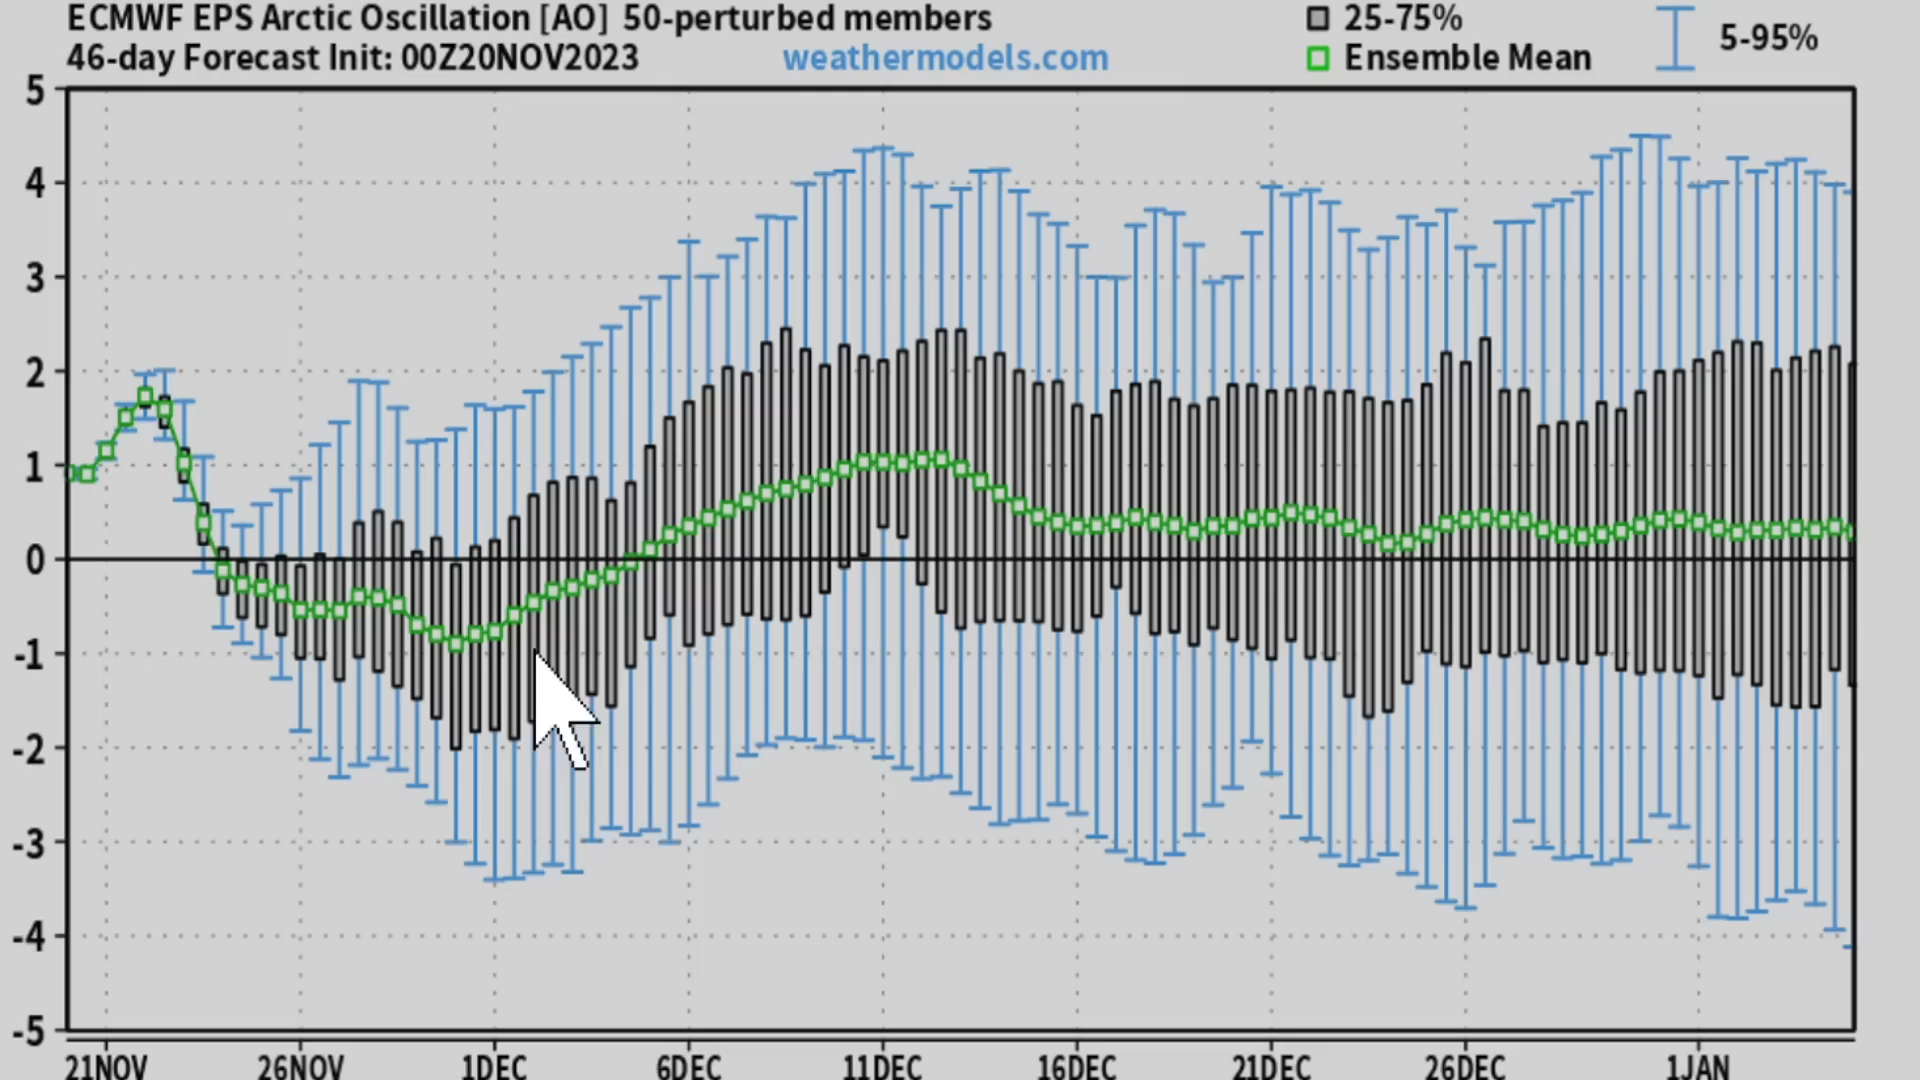 ECMWF EPS Arctic Oscillation [AO] 50-perturbed members
46-day Forecast Init: 00Z20NOV2023
weathermodels.com
25-75%
Ensemble Mean
5-95%
5
4
3
2
1
0
-1
-2
-3
-4
-5
21NOV 26NOV 1DEC 6DEC 11DEC 16DEC 21DEC 26DEC 1JAN